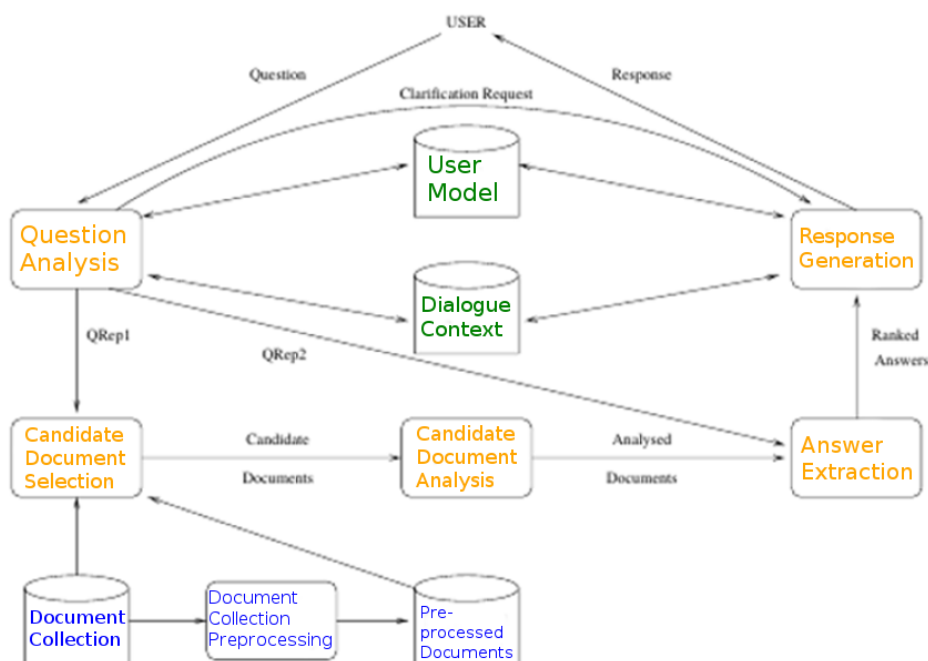 USER
Question
Response
Clarification Request
User
Model
Question
Analysis
Response
Generation
Dialogue
Context
QRep1
QRep2
Ranked
Answers
Candidate
Document
Selection
Candidate
Documents
Candidate
Document
Analysis
Analysed
Documents
Answer
Extraction
Document
Collection
Document
Collection
Preprocessing
Pre-
processed
Documents